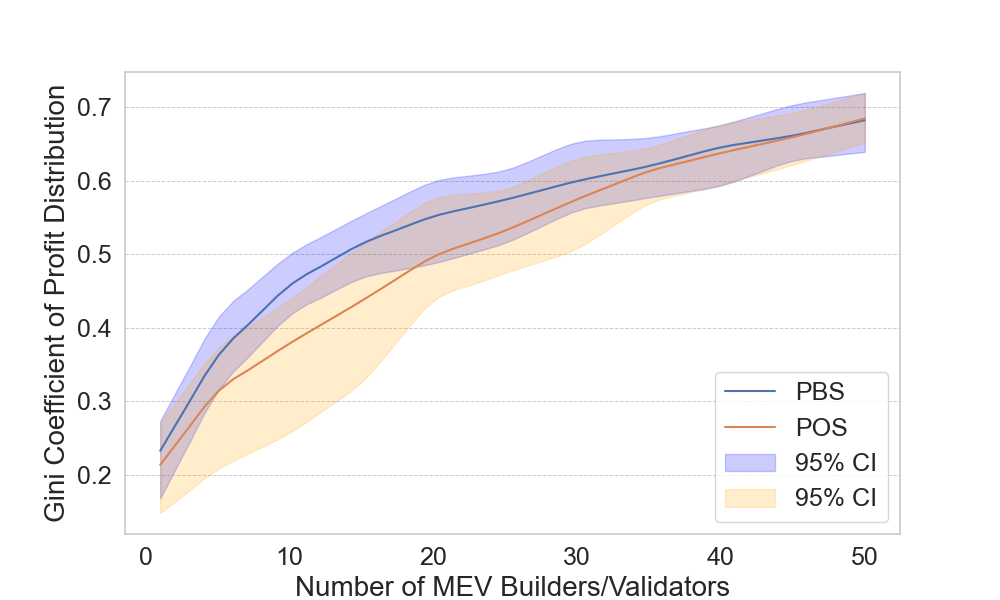 Gini Coefficient of Profit Distribution
0.7
0.6
0.5
0.4
0.3
0.2
PBS
POS
95% CI
95% CI
0 10 20 30 40 50
Number of MEV Builders/Validators